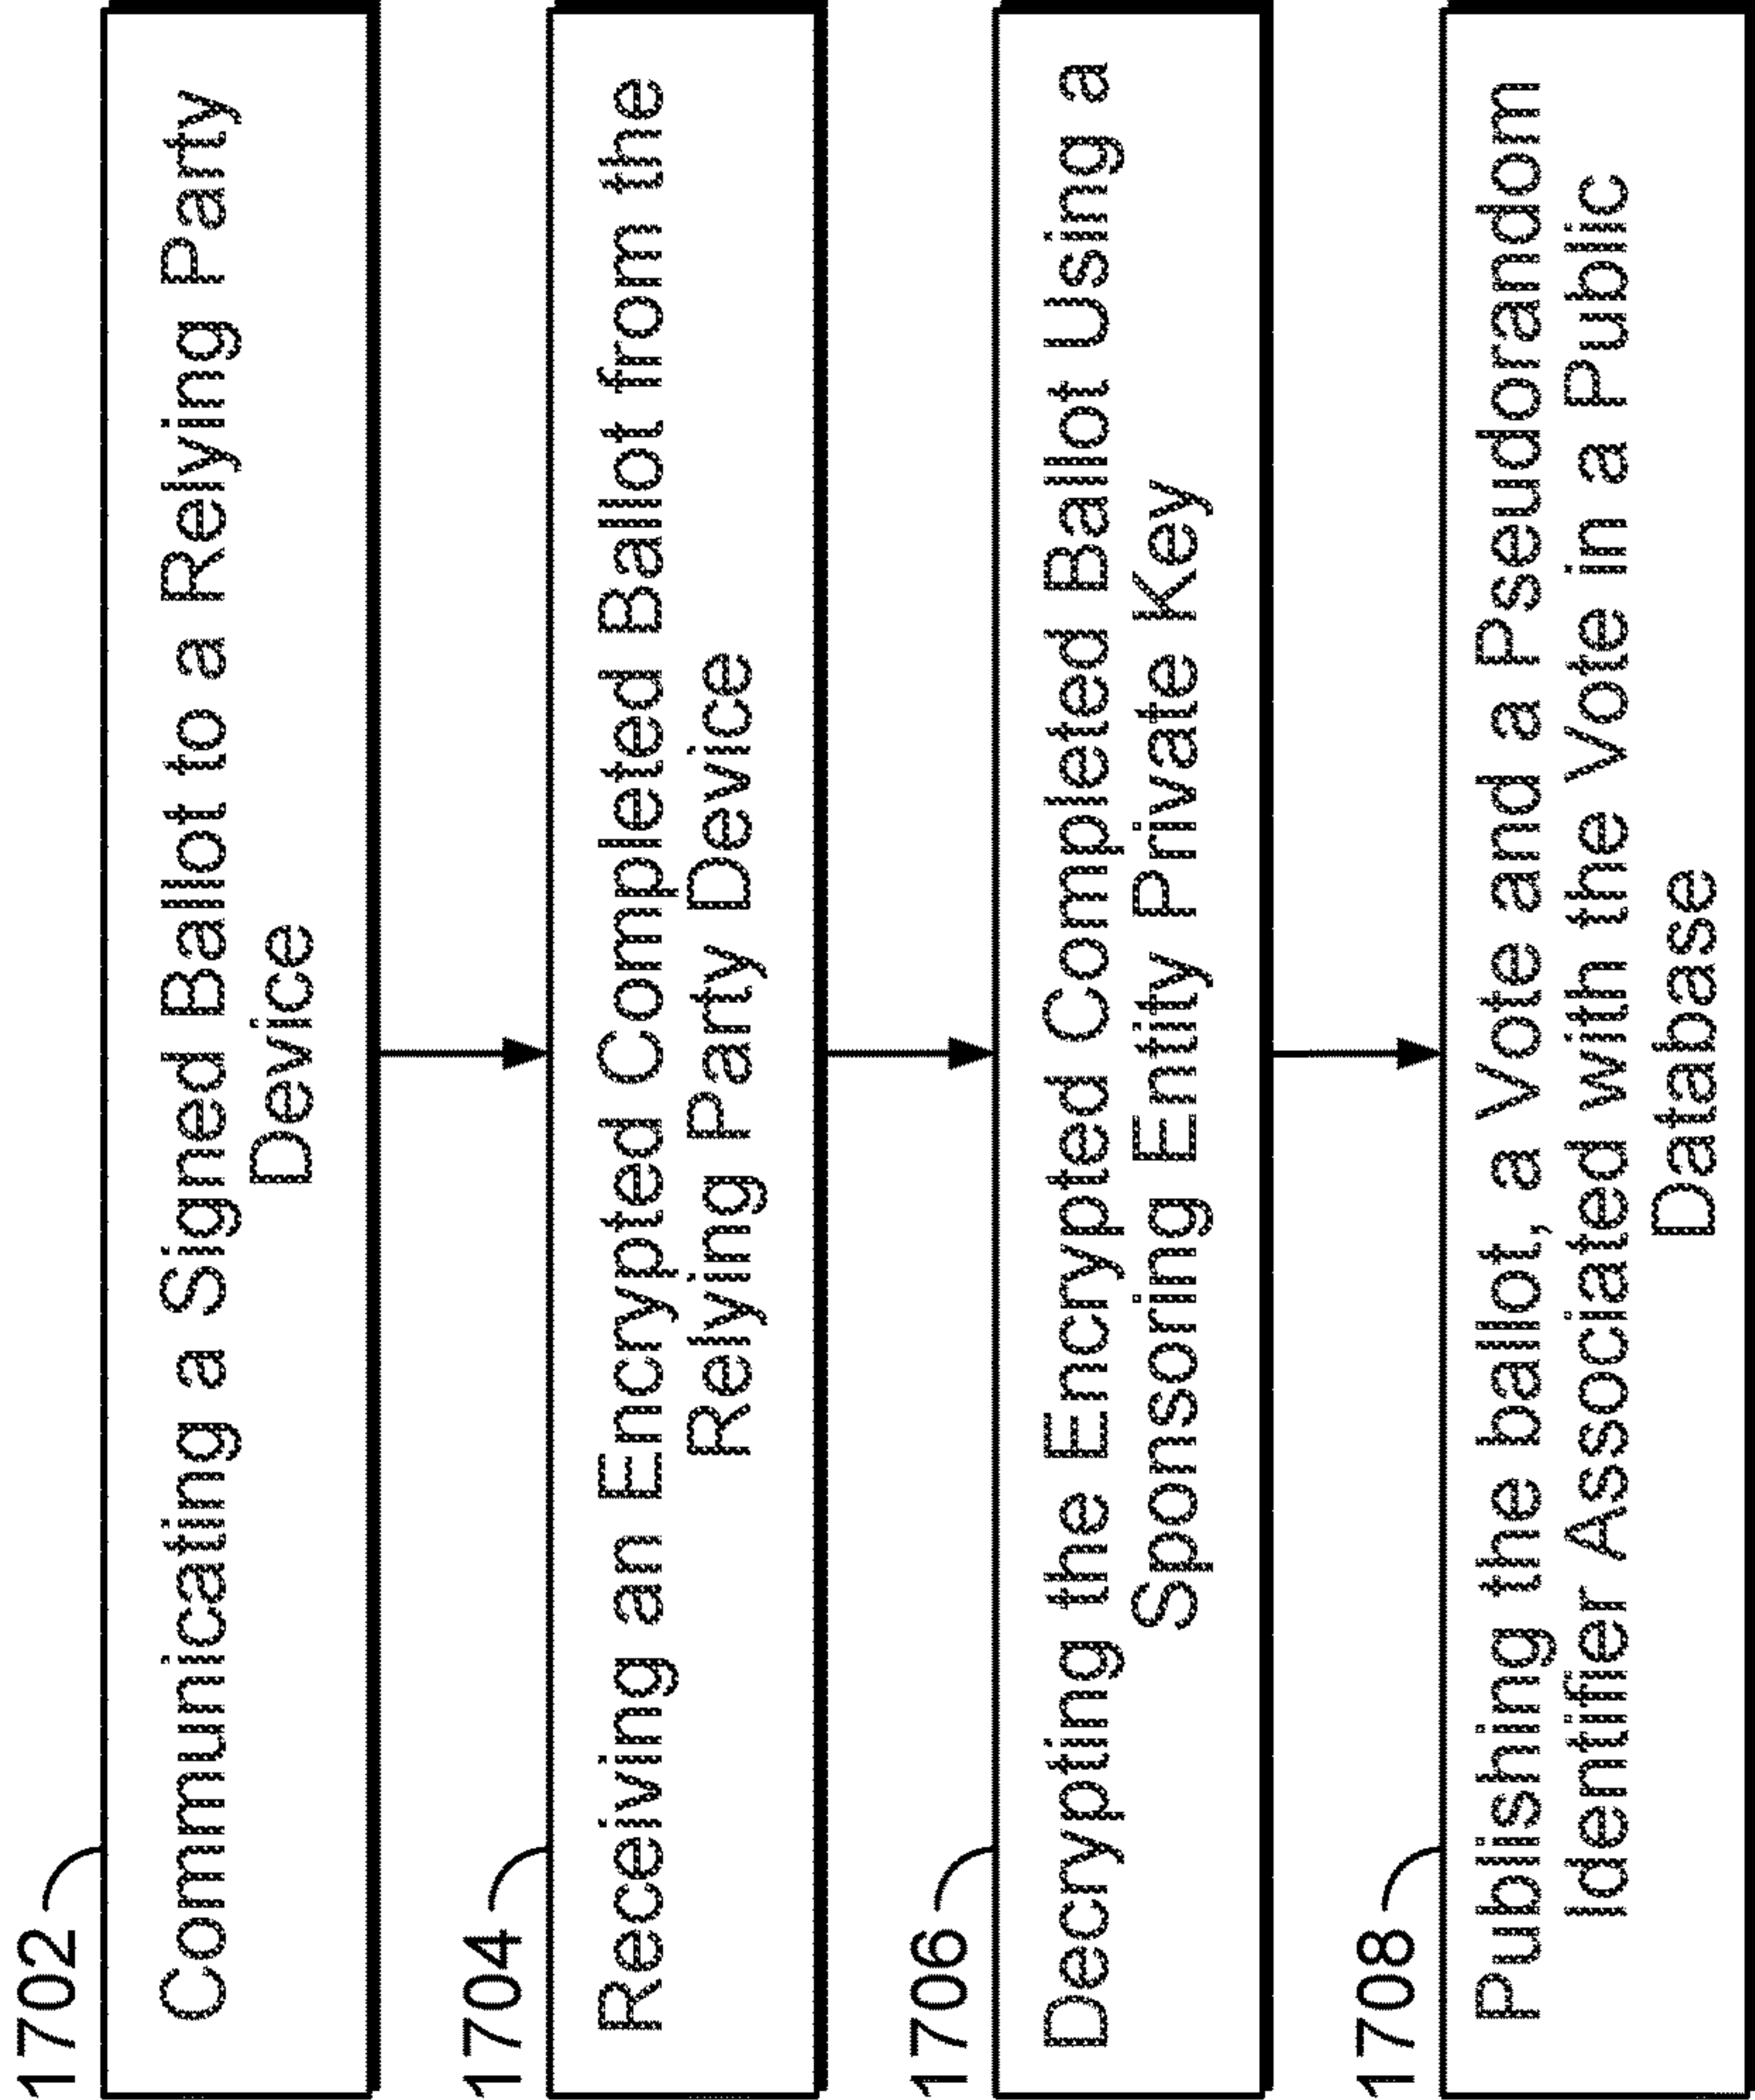 1702
Communicating a Signed Ballot to a Relying Party
Device
1704
Receiving an Encrypted Completed Ballot from the
Relying Party Device
1706
Decrypting the Encrypted Completed Ballot Using a
Sponsoring Entity Private Key
1708
Publishing the ballot, a Vote and a Pseudorandom
Identifier Associated with the Vote in a Public
Database